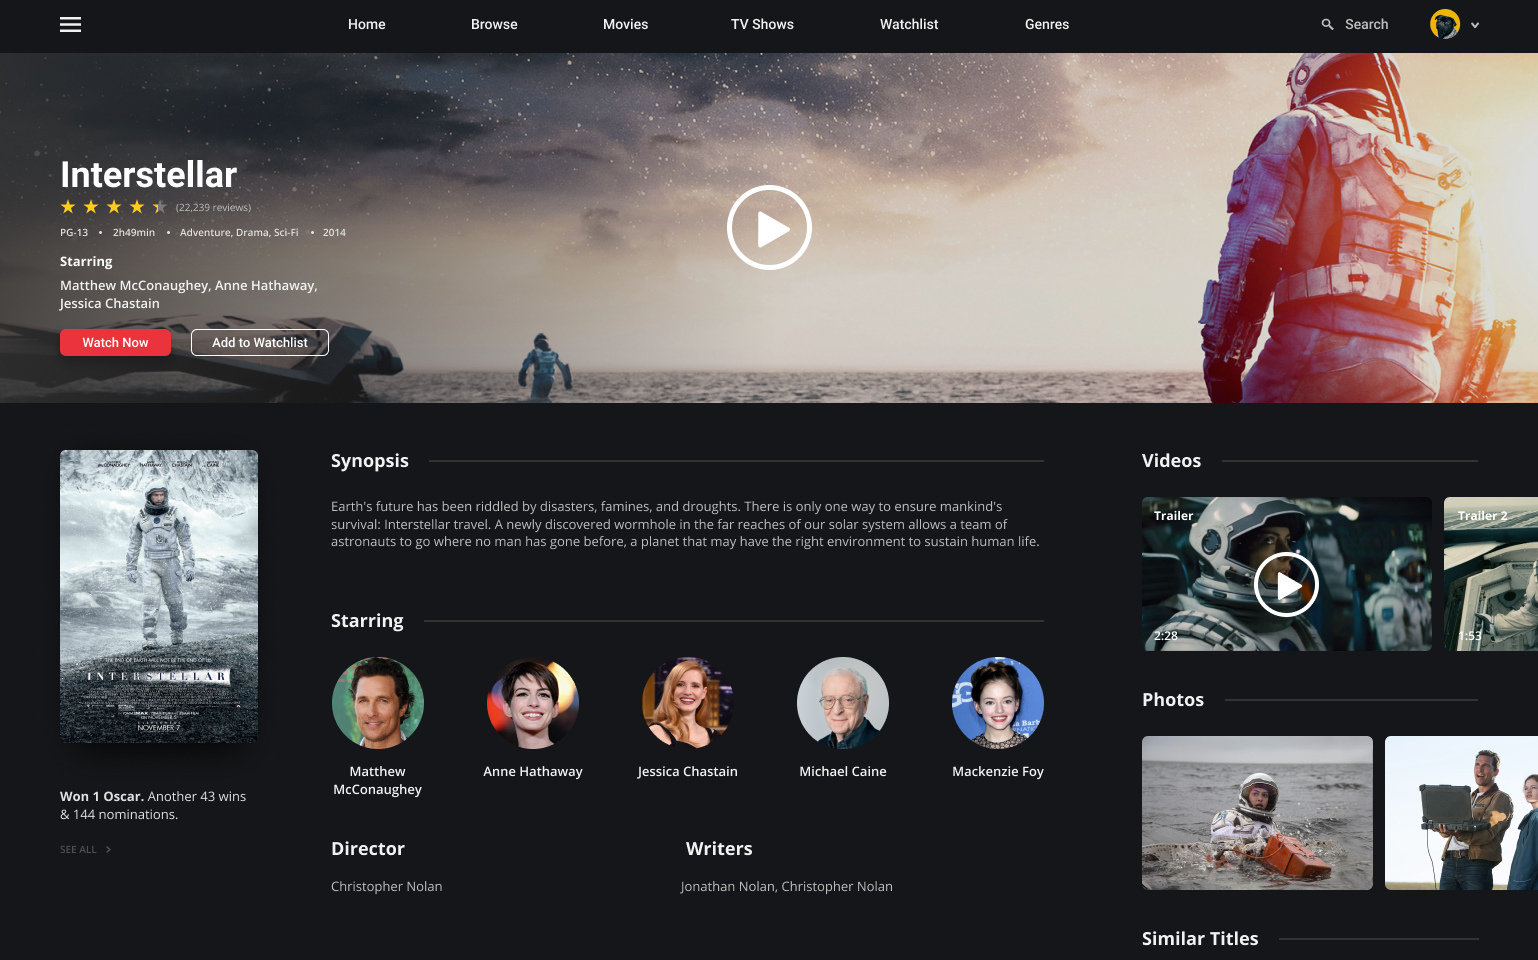 Home
Browse
Movies
TV Shows
Watchlist
Genres
Search
Interstellar
(22,239 reviews)
PG-13 • 2h49min • Adventure, Drama, Sci-Fi • 2014
Starring
Matthew McConaughey, Anne Hathaway,
Jessica Chastain
Watch Now
Add to Watchlist
INTERSTELLAR
NOVEMBER 7
Won 1 Oscar. Another 43 wins
& 144 nominations.
SEE ALL
Synopsis
Earth's future has been riddled by disasters, famines, and droughts. There is only one way to ensure mankind's
survival: Interstellar travel. A newly discovered wormhole in the far reaches of our solar system allows a team of
astronauts to go where no man has gone before, a planet that may have the right environment to sustain human life.
Starring
Matthew
McConaughey
Anne Hathaway
Jessica Chastain
Michael Caine
Mackenzie Foy
Director
Christopher Nolan
Writers
Jonathan Nolan, Christopher Nolan
Videos
Trailer
2:28
Trailer 2
1:53
Photos
Similar Titles